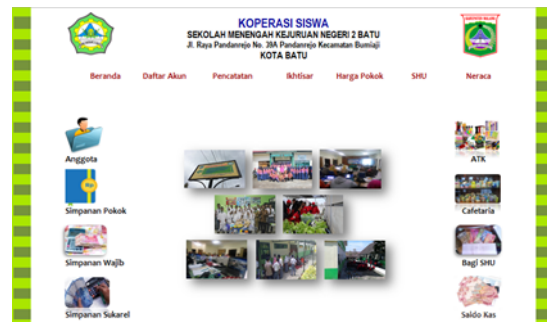 KOPERASI SISWA
SEKOLAH MENENGAH KEJURUAN NEGERI 2 BATU
Jl. Raya Pandanrejo No. 39A Pandanrejo Kecamatan Bumiaji
KOTA BATU
Beranda Daftar Akun Pencatatan Ikhtisar Harga Pokok SHU Neraca
Anggota
ATK
Rp
Simpanan Pokok
Cafetaria
Simpanan Wajib
Bagi SHU
Simpanan Sukarel
Saldo Kas